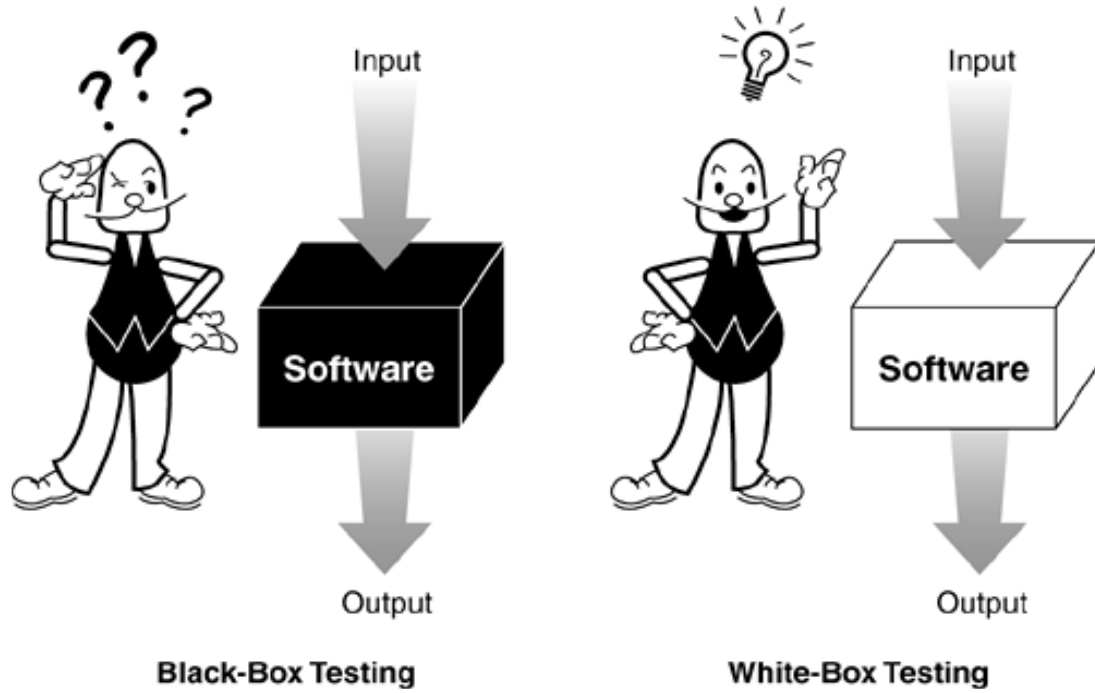 Input
Software
Output
Black-Box Testing
Input
Software
Output
White-Box Testing